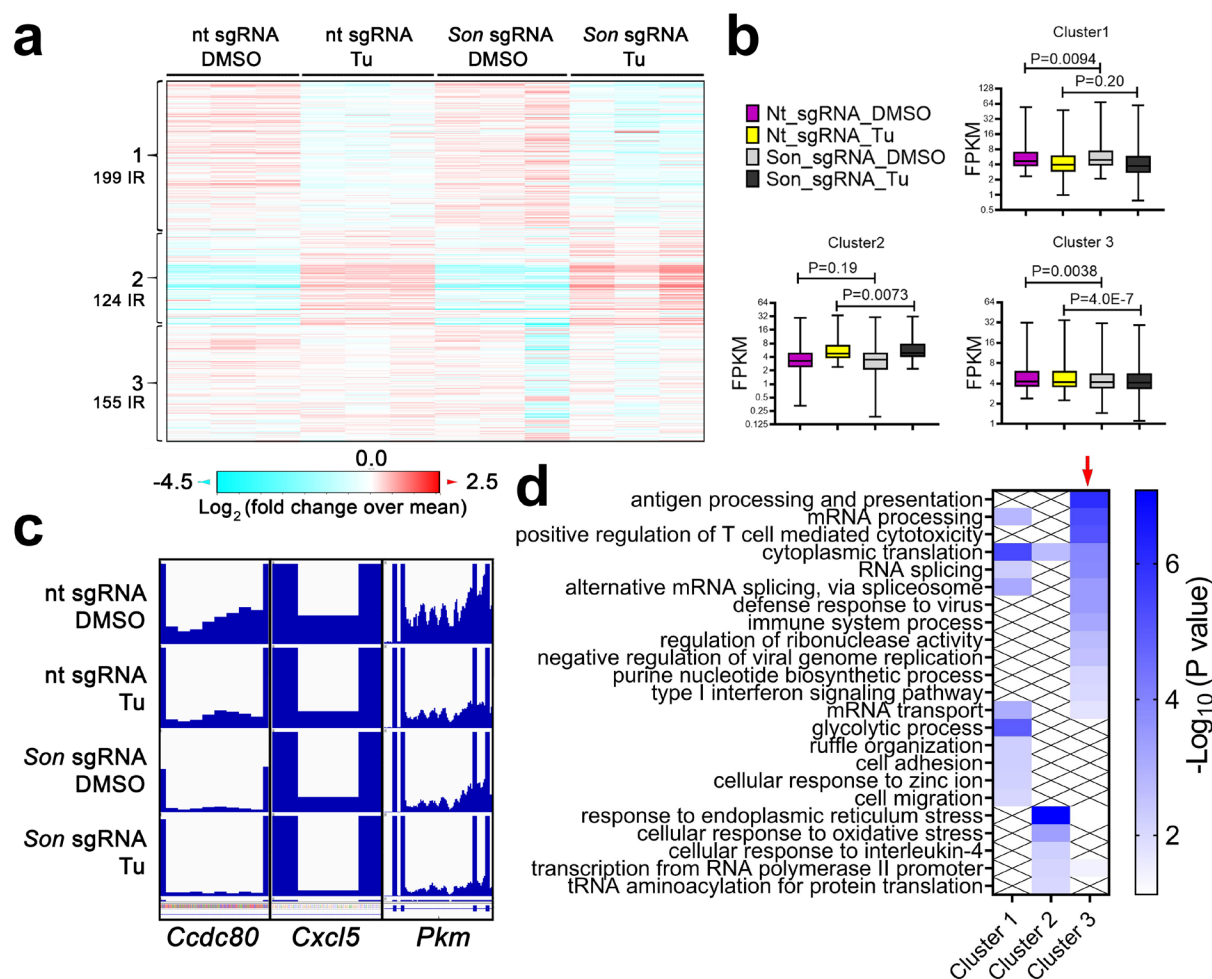 a
nt sgRNA
DMSO
nt sgRNA
Tu
Son sgRNA
DMSO
Son sgRNA
Tu
1
199 IR
2
124 IR
3
155 IR
0.0
-4.5
2.5
Log2 (fold change over mean)
b
Nt_sgRNA_DMSO
Nt_sgRNA_Tu
Son_sgRNA_DMSO
Son_sgRNA_Tu
Cluster1
P=0.0094
P=0.20
FPKM
128
64
32
16
8
4
2
1
0.5
Cluster2
P=0.19
P=0.0073
FPKM
64
32
16
8
4
2
1
0.5
0.25
0.125
Cluster 3
P=0.0038
P=4.0E-7
FPKM
64
32
16
8
4
2
1
c
nt sgRNA
DMSO
nt sgRNA
Tu
Son sgRNA
DMSO
Son sgRNA
Tu
Ccdc80
Cxcl5
Pkm
d
antigen processing and presentation
mRNA processing
positive regulation of T cell mediated cytotoxicity
cytoplasmic translation
RNA splicing
alternative mRNA splicing, via spliceosome
defense response to virus
immune system process
regulation of ribonuclease activity
negative regulation of viral genome replication
purine nucleotide biosynthetic process
type I interferon signaling pathway
mRNA transport
glycolytic process
ruffle organization
cell adhesion
cellular response to zinc ion
cell migration
response to endoplasmic reticulum stress
cellular response to oxidative stress
cellular response to interleukin-4
transcription from RNA polymerase II promoter
tRNA aminoacylation for protein translation
Cluster 1
Cluster 2
Cluster 3
6
4
2
-Log10 (P value)